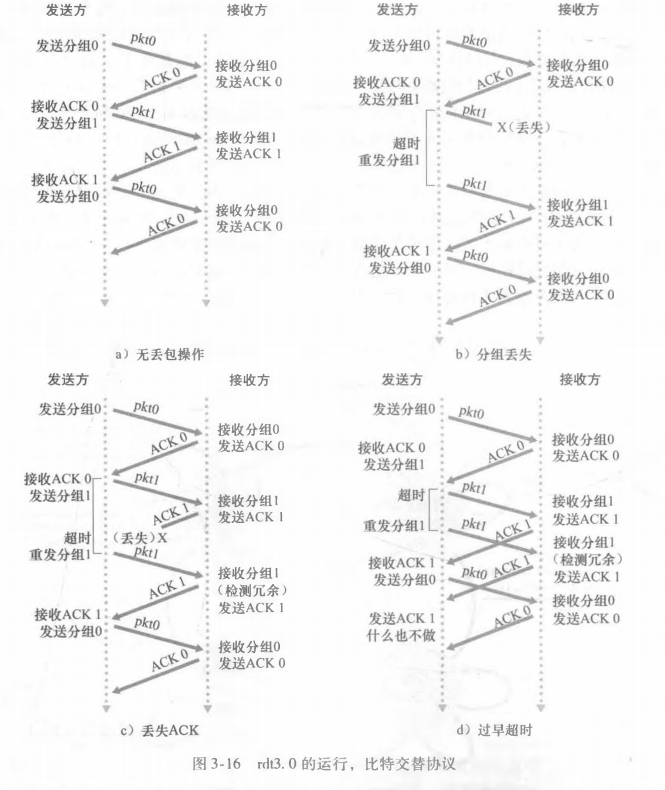 发送方 接收方
发送分组0
pkt0
接收分组0
发送ACK 0
ACK 0
接收ACK 0
发送分组1
pkt1
接收分组1
发送ACK 1
ACK 1
接收ACK 1
发送分组0
pkt0
接收分组0
发送ACK 0
ACK 0
a）无丢包操作
发送方 接收方
发送分组0
pkt0
接收分组0
发送ACK 0
ACK 0
接收ACK 0
发送分组1
pkt1
X(丢失)
超时
重发分组1
pkt1
接收分组1
发送ACK 1
ACK 1
接收ACK 1
发送分组0
pkt0
接收分组0
发送ACK 0
ACK 0
b）分组丢失
发送方 接收方
发送分组0
pkt0
接收分组0
发送ACK 0
ACK 0
接收ACK 0
发送分组1
pkt1
接收分组1
发送ACK 1
ACK 1
(丢失)X
超时
重发分组1
pkt1
接收分组1
(检测冗余)
发送ACK 1
ACK 1
接收ACK 1
发送分组0
pkt0
接收分组0
发送ACK 0
ACK 0
c）丢失ACK
发送方 接收方
发送分组0
pkt0
接收分组0
发送ACK 0
ACK 0
接收ACK 0
发送分组1
pkt1
超时
接收分组1
发送ACK 1
重发分组1
pkt1
ACK 1
接收分组1
(检测冗余)
发送ACK 1
接收ACK 1
发送分组0
pkt0
ACK 1
接收分组0
发送ACK 0
发送ACK 1
什么也不做
ACK 0
d）过早超时
图 3-16 rdt3.0 的运行，比特交替协议